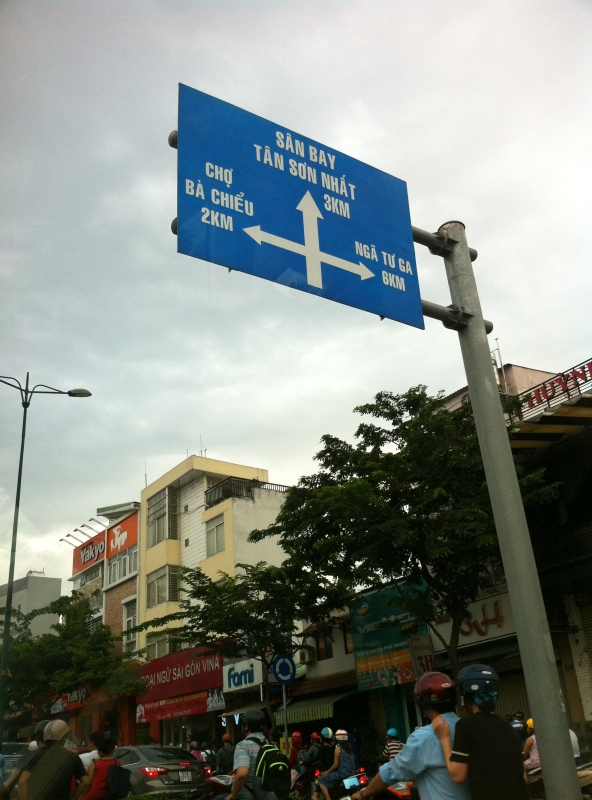 SÂN BAY
TÂN SƠN NHẤT
3KM
CHỢ
BÀ CHIỂU
2KM
NGÃ TƯ GA
6KM
Yakyo
NGOẠI NGỮ SÀI GÒN VINA
Fami
311